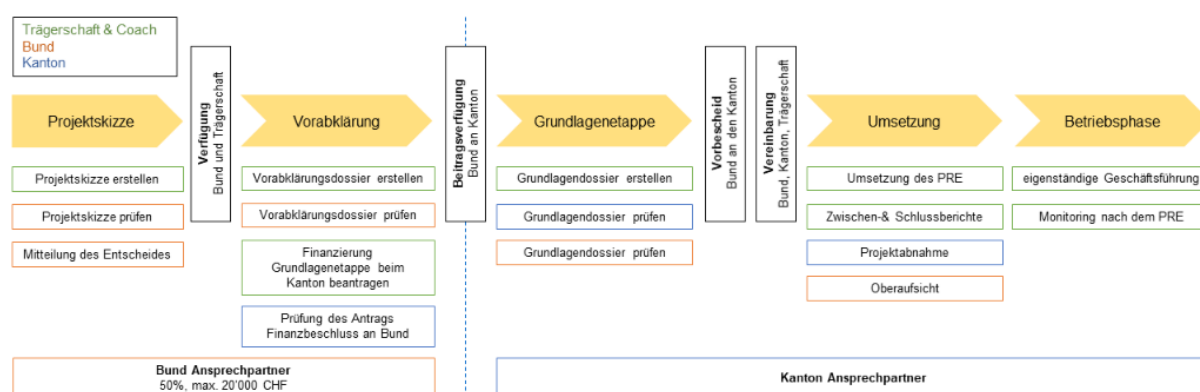 Trägerschaft & Coach
Bund
Kanton
Projektskizze
Verfügung
Bund und Trägerschaft
Vorabklärung
Beitragsverfügung
Bund an Kanton
Grundlagenetappe
Vorbescheid
Bund an den Kanton
Vereinbarung
Bund, Kanton, Trägerschaft
Umsetzung
Betriebsphase
Projektskizze erstellen
Projektskizze prüfen
Mitteilung des Entscheides
Vorabklärungsdossier erstellen
Vorabklärungsdossier prüfen
Finanzierung
Grundlagenetappe beim
Kanton beantragen
Prüfung des Antrags
Finanzbeschluss an Bund
Grundlagendossier erstellen
Grundlagendossier prüfen
Grundlagendossier prüfen
Umsetzung des PRE
Zwischen-& Schlussberichte
Projektabnahme
Oberaufsicht
eigenständige Geschäftsführung
Monitoring nach dem PRE
Bund Ansprechpartner
50%, max. 20'000 CHF
Kanton Ansprechpartner